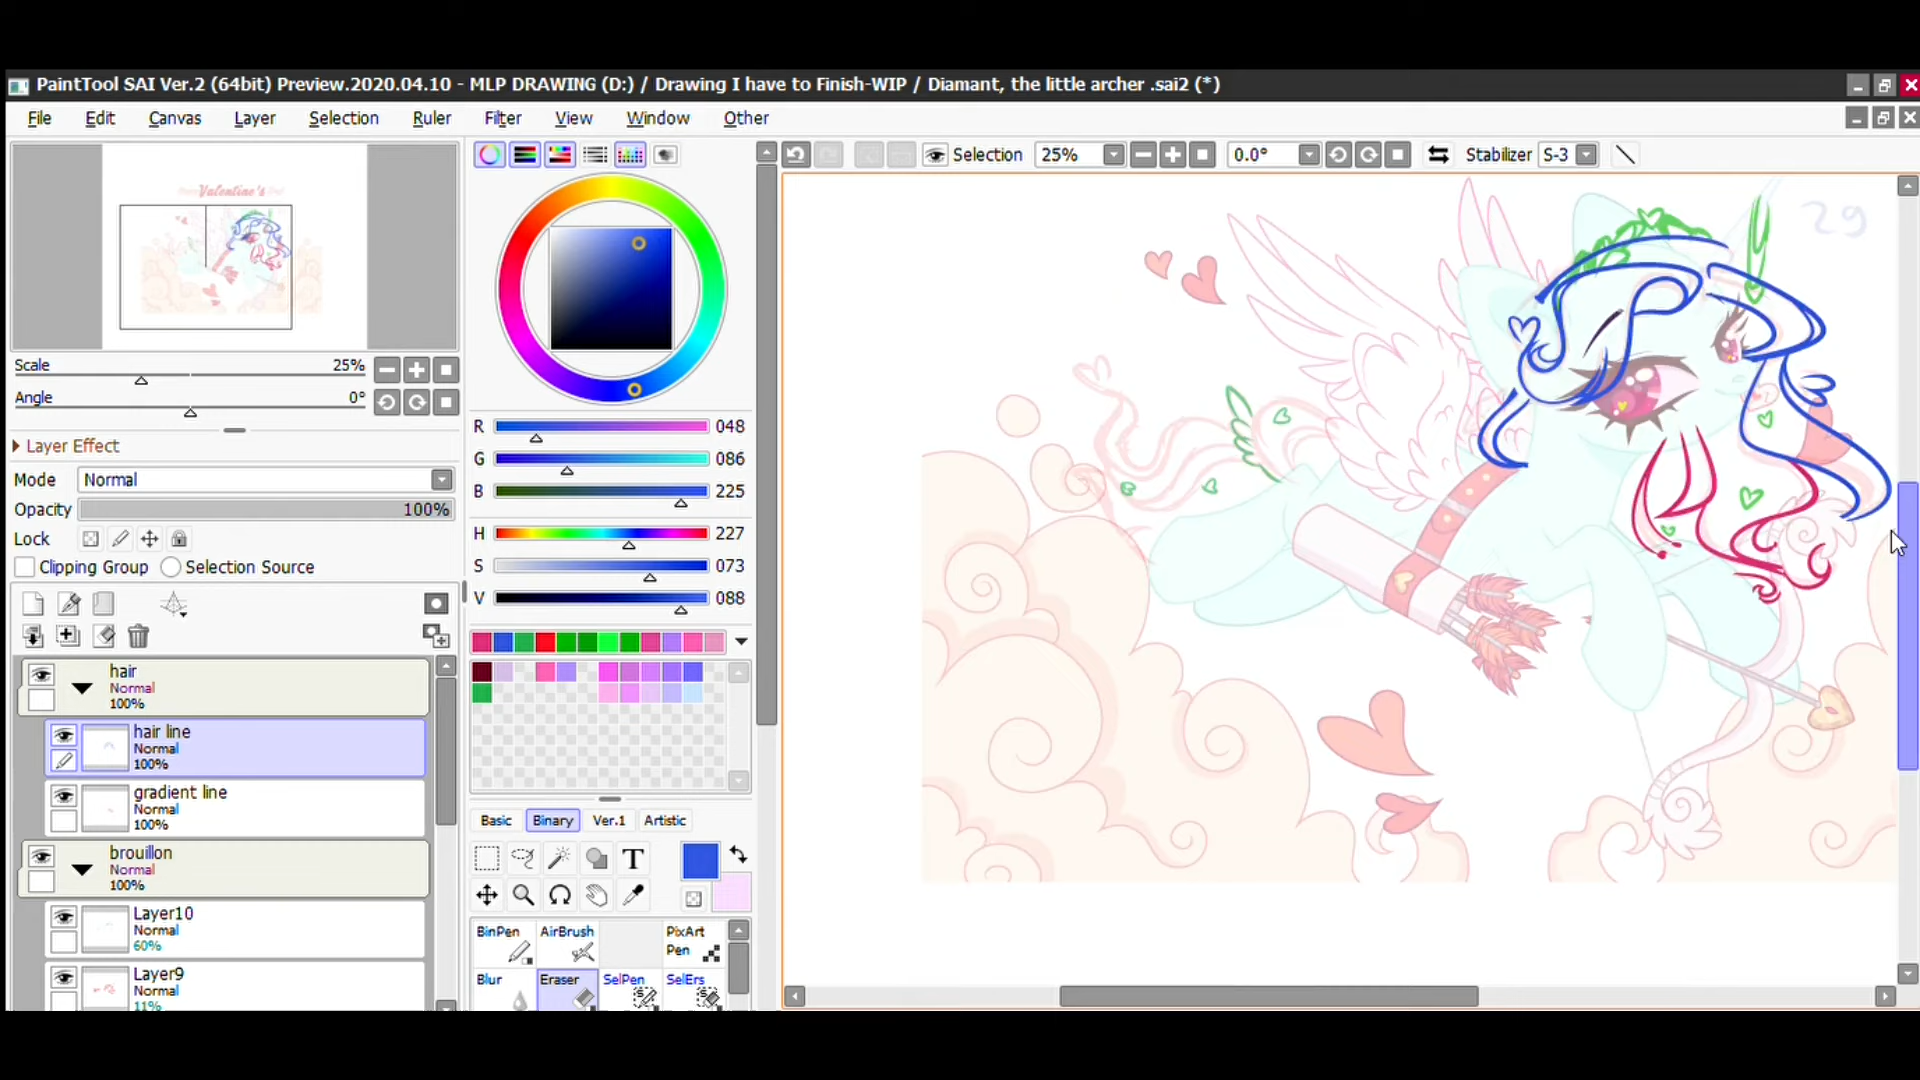 PaintTool SAI Ver.2 (64bit) Preview.2020.04.10 - MLP DRAWING (D:) / Drawing I have to Finish-WIP / Diamant, the little archer .sai2 (*)
File Edit Canvas Layer Selection Ruler Filter View Window Other
Selection 25% 0.0° Stabilizer S-3
Valentine's
29
Scale 25%
Angle 0°
Layer Effect
Mode Normal
Opacity 100%
Lock
Clipping Group Selection Source
R 048
G 086
B 225
H 227
S 073
V 088
hair
Normal
100%
hair line
Normal
100%
gradient line
Normal
100%
brouillon
Normal
100%
Layer10
Normal
60%
Layer9
Normal
11%
Basic Binary Ver.1 Artistic
T
BinPen AirBrush PixArt Pen
Blur Eraser SelPen SelErs